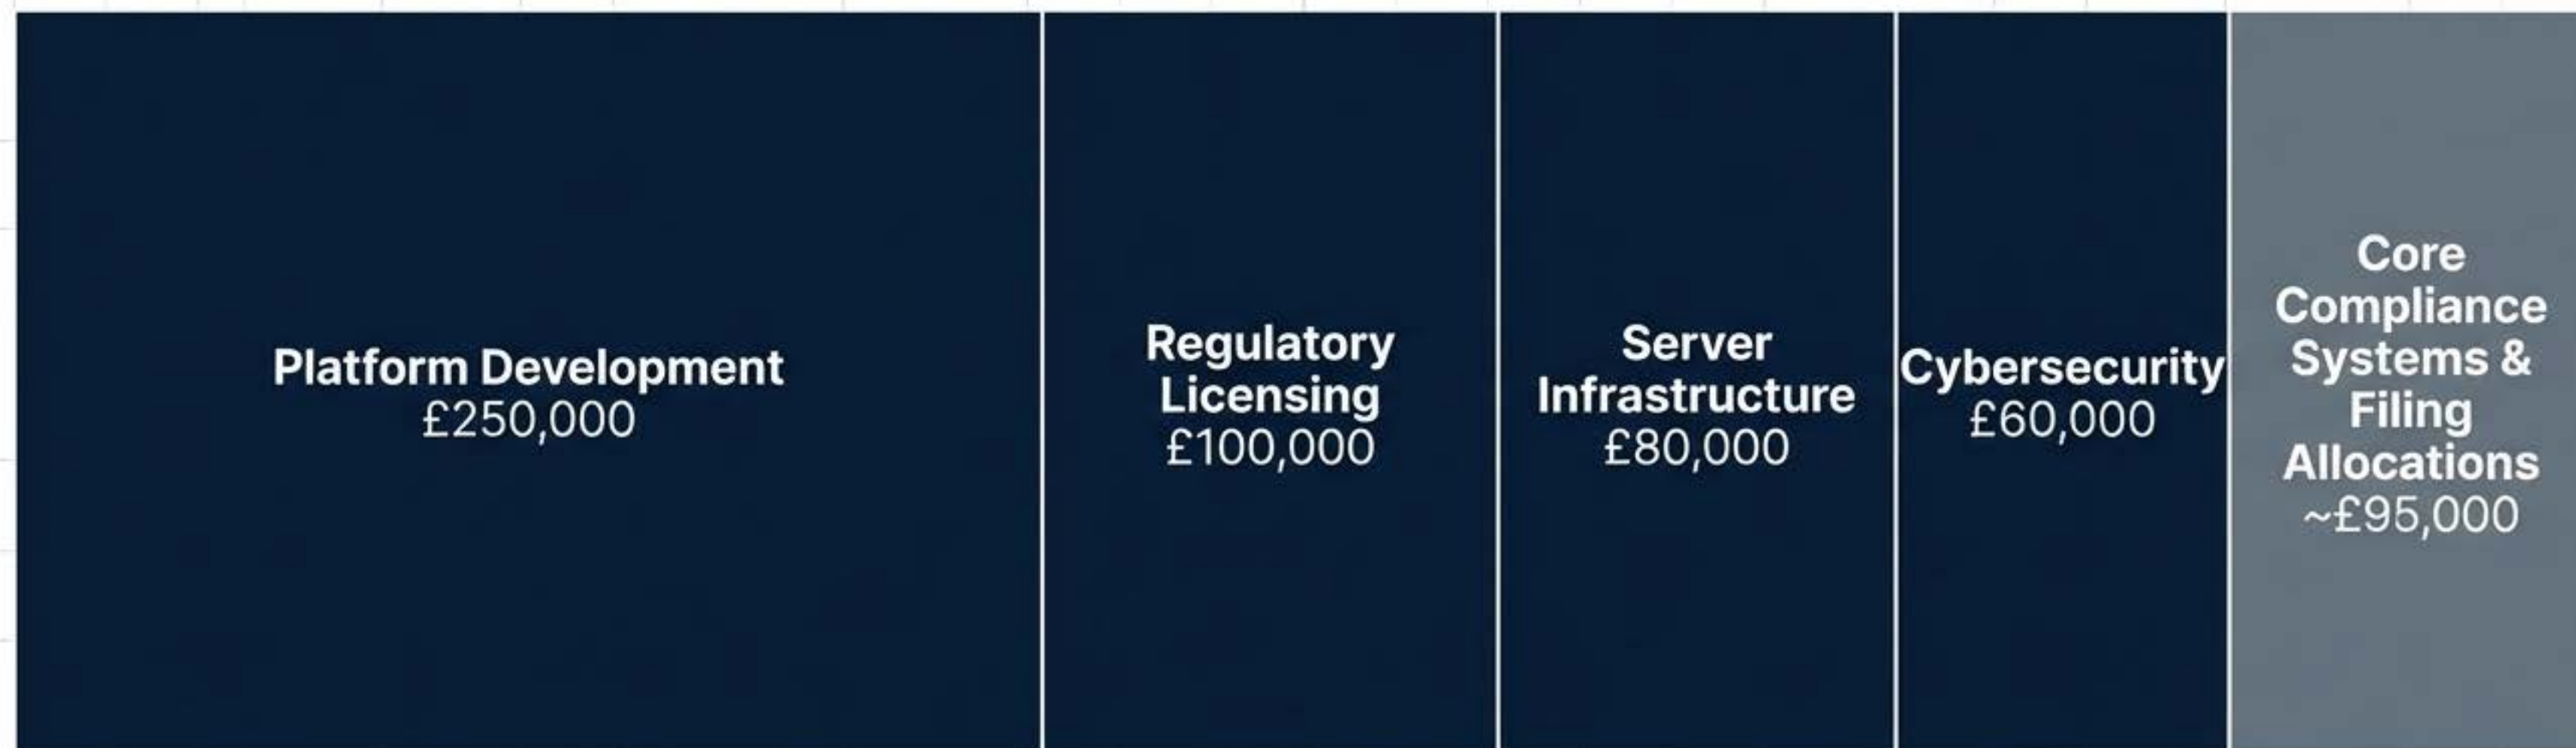 Platform Development
£250,000
Regulatory
Licensing
£100,000
Server
Infrastructure
£80,000
Cybersecurity
£60,000
Core
Compliance
Systems &
Filing
Allocations
~£95,000